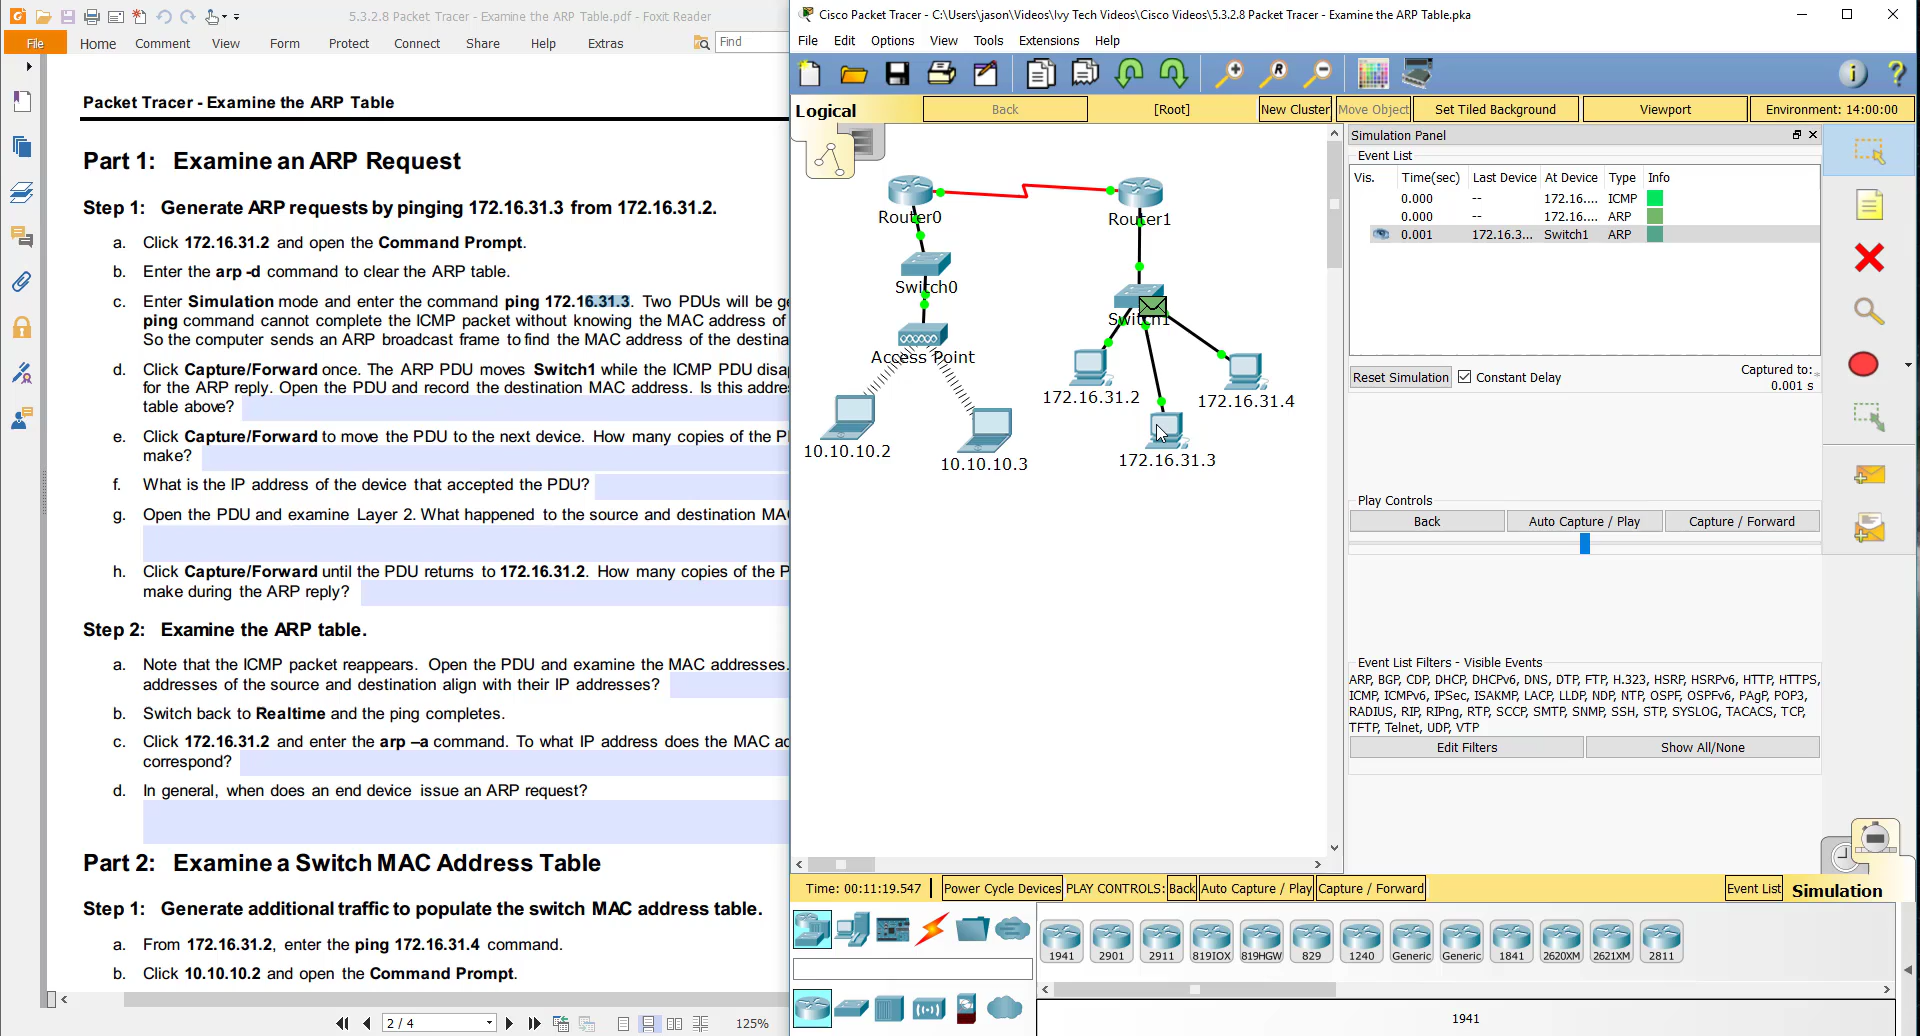 5.3.2.8 Packet Tracer - Examine the ARP Table.pdf - Foxit Reader
File Home Comment View Form Protect Connect Share Help Extras Find
Packet Tracer - Examine the ARP Table
Part 1: Examine an ARP Request
Step 1: Generate ARP requests by pinging 172.16.31.3 from 172.16.31.2.
a. Click 172.16.31.2 and open the Command Prompt.
b. Enter the arp -d command to clear the ARP table.
c. Enter Simulation mode and enter the command ping 172.16.31.3. Two PDUs will be ge
ping command cannot complete the ICMP packet without knowing the MAC address of
So the computer sends an ARP broadcast frame to find the MAC address of the destina
d. Click Capture/Forward once. The ARP PDU moves Switch1 while the ICMP PDU disap
for the ARP reply. Open the PDU and record the destination MAC address. Is this addre
table above?
e. Click Capture/Forward to move the PDU to the next device. How many copies of the P
make?
f. What is the IP address of the device that accepted the PDU?
g. Open the PDU and examine Layer 2. What happened to the source and destination MA
h. Click Capture/Forward until the PDU returns to 172.16.31.2. How many copies of the P
make during the ARP reply?
Step 2: Examine the ARP table.
a. Note that the ICMP packet reappears. Open the PDU and examine the MAC addresses.
addresses of the source and destination align with their IP addresses?
b. Switch back to Realtime and the ping completes.
c. Click 172.16.31.2 and enter the arp –a command. To what IP address does the MAC ad
correspond?
d. In general, when does an end device issue an ARP request?
Part 2: Examine a Switch MAC Address Table
Step 1: Generate additional traffic to populate the switch MAC address table.
a. From 172.16.31.2, enter the ping 172.16.31.4 command.
b. Click 10.10.10.2 and open the Command Prompt.
2 / 4
125%
Cisco Packet Tracer - C:\Users\jason\Videos\Ivy Tech Videos\Cisco Videos\5.3.2.8 Packet Tracer - Examine the ARP Table.pka
File Edit Options View Tools Extensions Help
Logical Back [Root] New Cluster Move Object Set Tiled Background Viewport Environment: 14:00:00
Router0
Router1
Switch0
Switch1
Access Point
172.16.31.2
172.16.31.4
10.10.10.2
10.10.10.3
172.16.31.3
Simulation Panel
Event List
Vis. Time(sec) Last Device At Device Type Info
0.000 -- 172.16.... ICMP
0.000 -- 172.16.... ARP
0.001 172.16.3... Switch1 ARP
Reset Simulation Constant Delay
Captured to:
0.001 s
Play Controls
Back Auto Capture / Play Capture / Forward
Event List Filters - Visible Events
ARP, BGP, CDP, DHCP, DHCPv6, DNS, DTP, FTP, H.323, HSRP, HSRPv6, HTTP, HTTPS,
ICMP, ICMPv6, IPSec, ISAKMP, LACP, LLDP, NDP, NTP, OSPF, OSPFv6, PAgP, POP3,
RADIUS, RIP, RIPng, RTP, SCCP, SMTP, SNMP, SSH, STP, SYSLOG, TACACS, TCP,
TFTP, Telnet, UDP, VTP
Edit Filters Show All/None
Time: 00:11:19.547 Power Cycle Devices PLAY CONTROLS: Back Auto Capture / Play Capture / Forward Event List Simulation
1941 2901 2911 819IOX 819HGW 829 1240 Generic Generic 1841 2620XM 2621XM 2811
1941